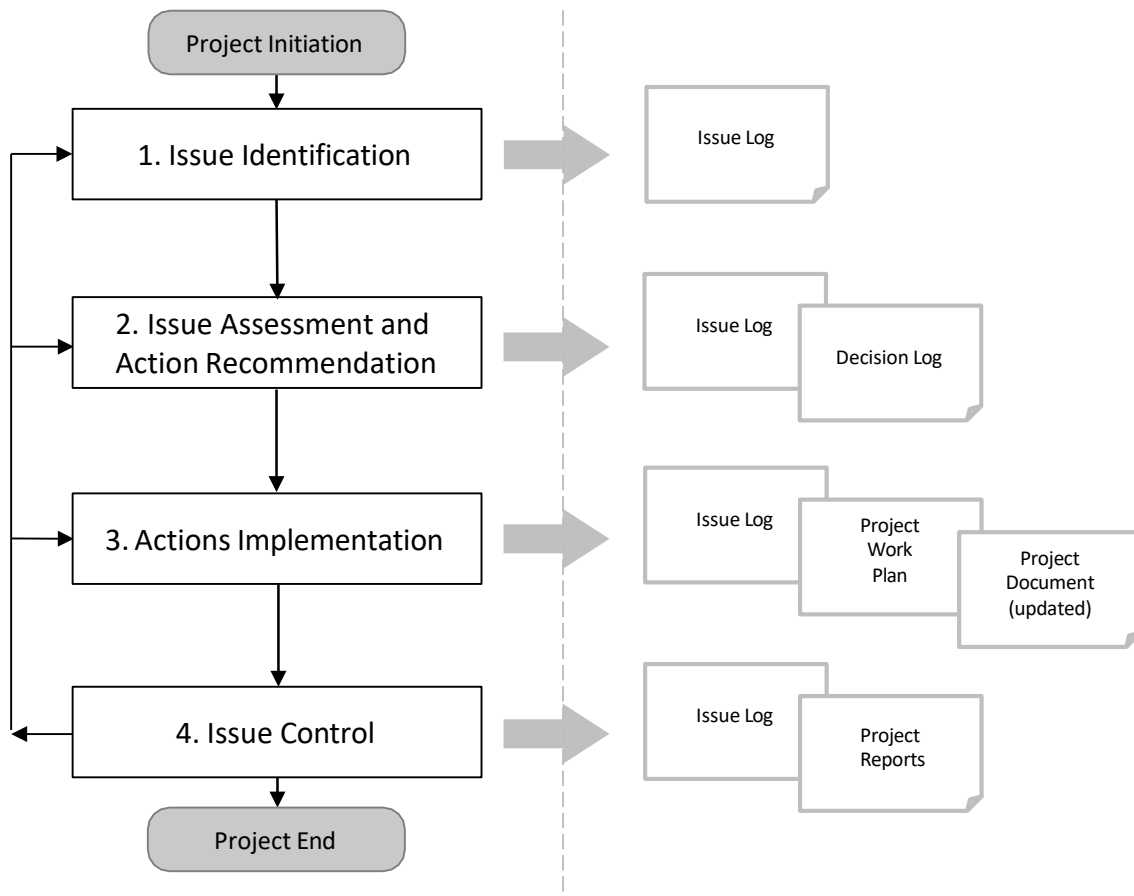 Project Initiation
1. Issue Identification
Issue Log
2. Issue Assessment and
Action Recommendation
Issue Log
Decision Log
3. Actions Implementation
Issue Log
Project
Work
Plan
Project
Document
(updated)
4. Issue Control
Issue Log
Project
Reports
Project End